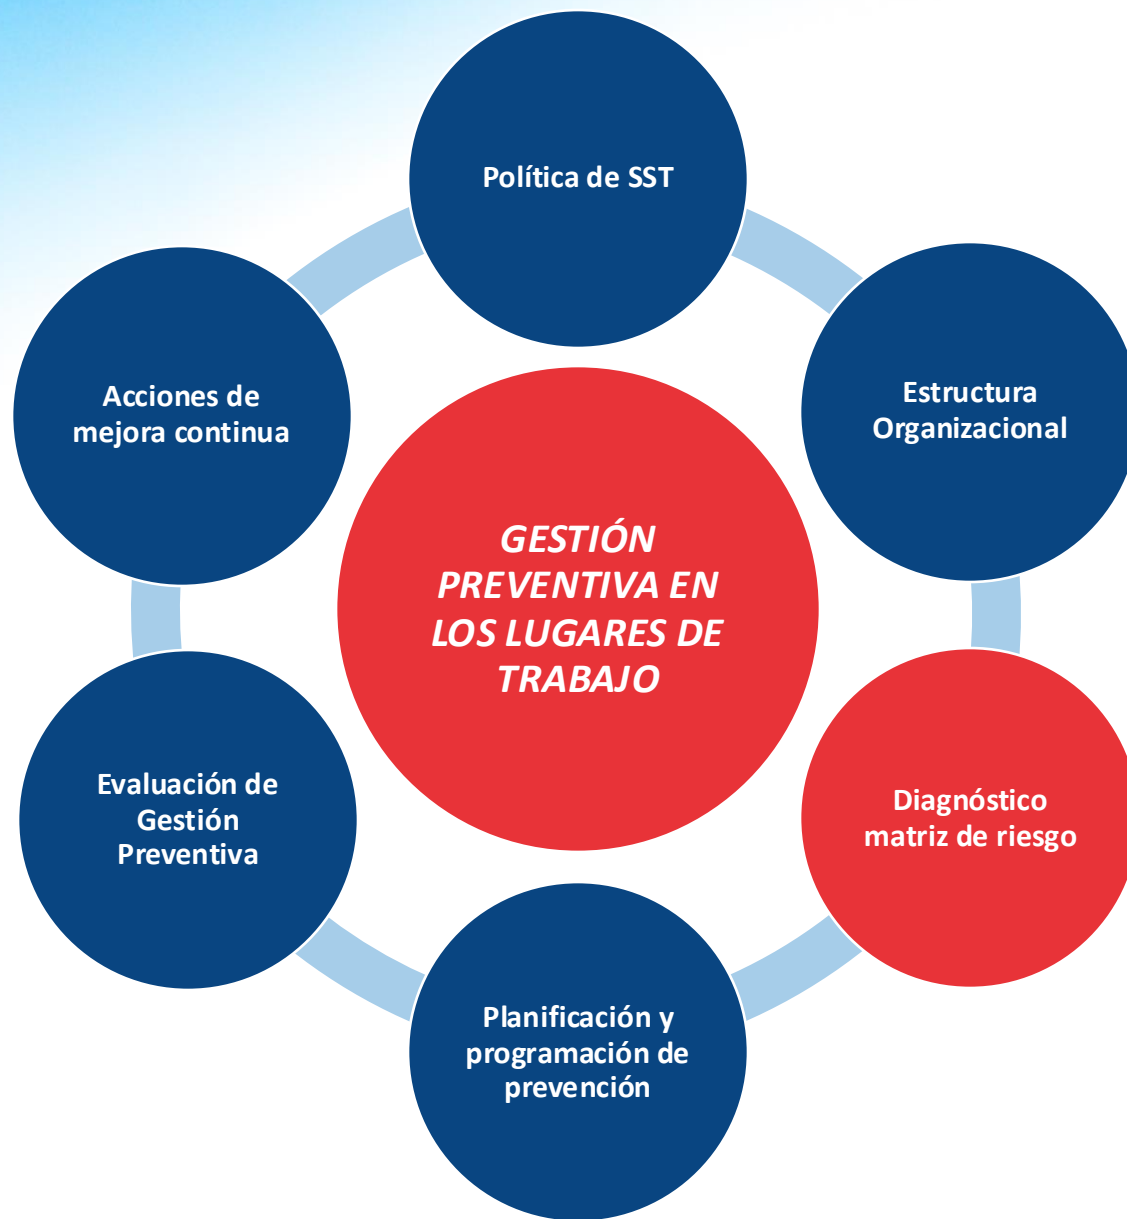 Política de SST
Estructura
Organizacional
Diagnóstico
matriz de riesgo
Planificación y
programación de
prevención
Evaluación de
Gestión
Preventiva
Acciones de
mejora continua
GESTIÓN
PREVENTIVA EN
LOS LUGARES DE
TRABAJO